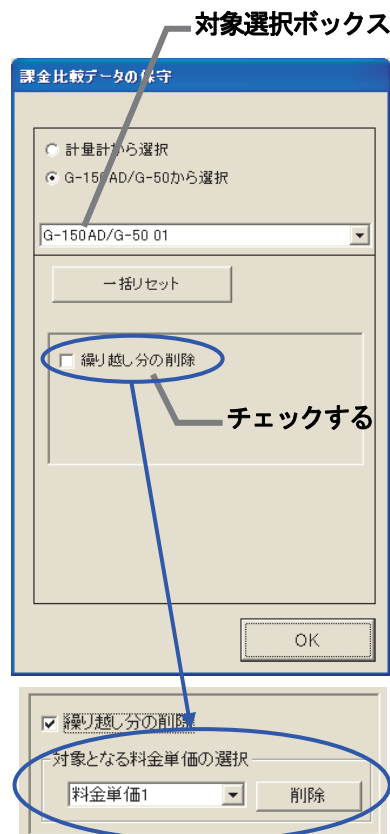 対象選択ボックス
課金比較データの保守
計量計から選択
G-150AD/G-50から選択
G-150AD/G-50 01
一括リセット
繰り越し分の削除
チェックする
OK
繰り越し分の削除
対象となる料金単価の選択
料金単価1
削除